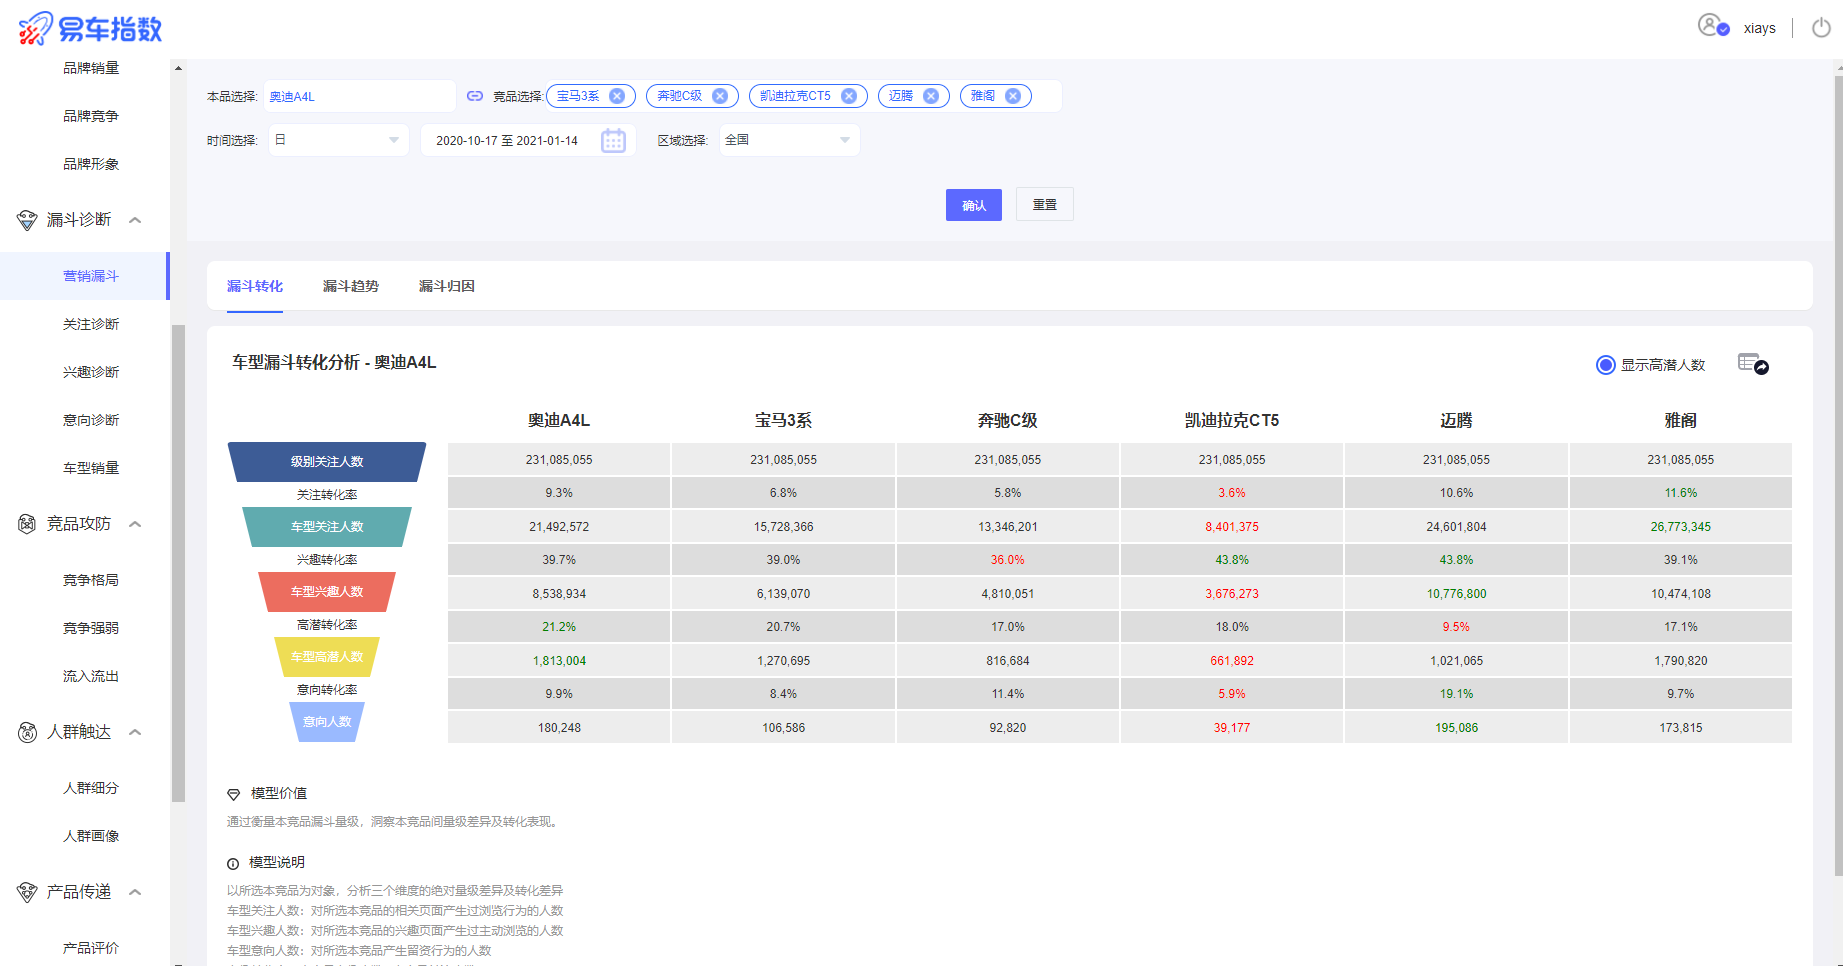 易车指数
xiays
品牌销量
品牌竞争
品牌形象
漏斗诊断
营销漏斗
关注诊断
兴趣诊断
意向诊断
车型销量
竞品攻防
竞争格局
竞争强弱
流入流出
人群触达
人群细分
人群画像
产品传递
产品评价
本品选择: 奥迪A4L 竞品选择: 宝马3系 奔驰C级 凯迪拉克CT5 迈腾 雅阁
时间选择: 日 2020-10-17 至 2021-01-14 区域选择: 全国
确认 重置
漏斗转化 漏斗趋势 漏斗归因
车型漏斗转化分析 - 奥迪A4L 显示高潜人数
奥迪A4L 宝马3系 奔驰C级 凯迪拉克CT5 迈腾 雅阁
级别关注人数 231,085,055 231,085,055 231,085,055 231,085,055 231,085,055 231,085,055
关注转化率 9.3% 6.8% 5.8% 3.6% 10.6% 11.6%
车型关注人数 21,492,572 15,728,366 13,346,201 8,401,375 24,601,804 26,773,345
兴趣转化率 39.7% 39.0% 36.0% 43.8% 43.8% 39.1%
车型兴趣人数 8,538,934 6,139,070 4,810,051 3,676,273 10,776,800 10,474,108
高潜转化率 21.2% 20.7% 17.0% 18.0% 9.5% 17.1%
车型高潜人数 1,813,004 1,270,695 816,684 661,892 1,021,065 1,790,820
意向转化率 9.9% 8.4% 11.4% 5.9% 19.1% 9.7%
意向人数 180,248 106,586 92,820 39,177 195,086 173,815
模型价值
通过衡量本竞品漏斗量级，洞察本竞品间量级差异及转化表现。
模型说明
以所选本竞品为对象，分析三个维度的绝对量级差异及转化差异
车型关注人数：对所选本竞品的相关页面产生过浏览行为的人数
车型兴趣人数：对所选本竞品的兴趣页面产生过主动浏览的人数
车型意向人数：对所选本竞品产生留资行为的人数